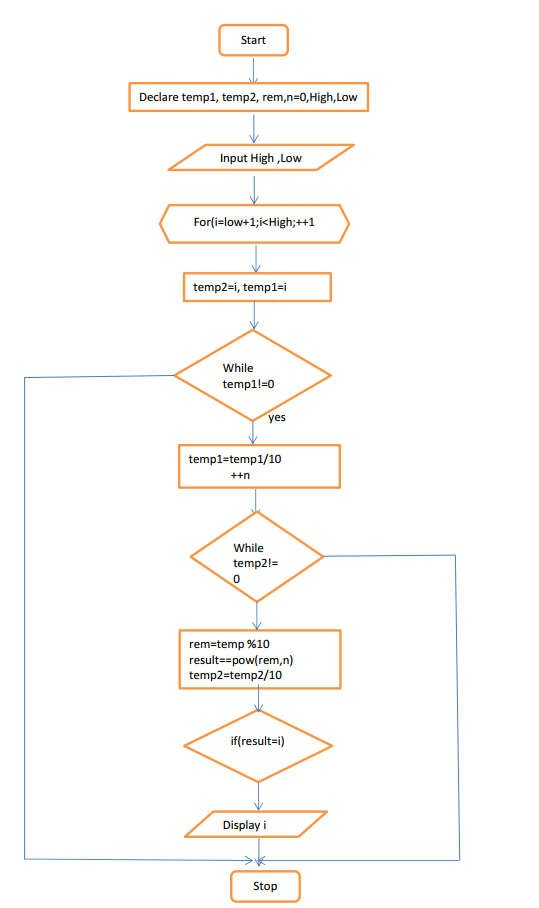 Start
Declare temp1, temp2, rem,n=0,High,Low
Input High ,Low
For(i=low+1;i<High;++1
temp2=i, temp1=i
While
temp1!=0
yes
temp1=temp1/10
++n
While
temp2!=
0
rem=temp %10
result==pow(rem,n)
temp2=temp2/10
if(result=i)
Display i
Stop